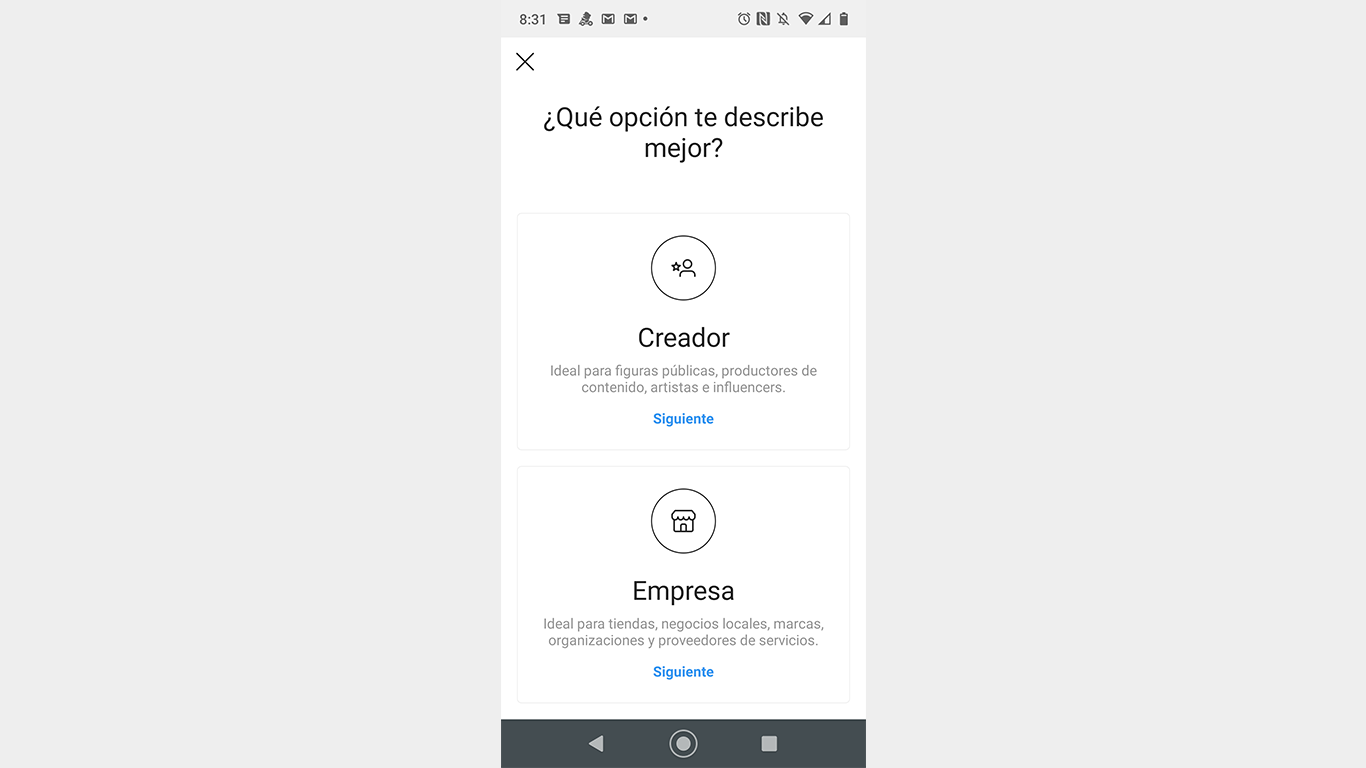 8:31
¿Qué opción te describe
mejor?
Creador
Ideal para figuras públicas, productores de
contenido, artistas e influencers.
Siguiente
Empresa
Ideal para tiendas, negocios locales, marcas,
organizaciones y proveedores de servicios.
Siguiente